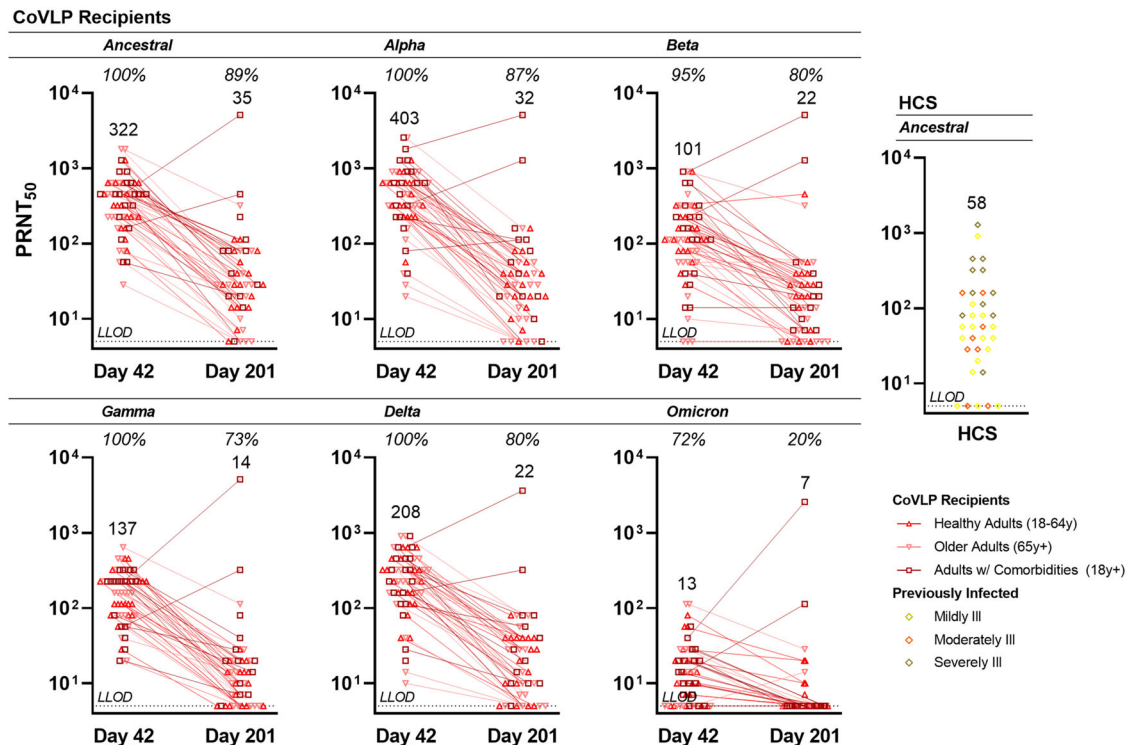 CoVLP Recipients
Ancestral Alpha Beta
100% 89% 100% 87% 95% 80%
10⁴ 35 10⁴ 32 10⁴ 22
322 403 101
10³ 10³ 10³
PRNT₅₀
10² 10² 10²
10¹ 10¹ 10¹
LLOD LLOD LLOD
Day 42 Day 201 Day 42 Day 201 Day 42 Day 201
HCS
Ancestral
10⁴
58
10³
10²
10¹
LLOD
HCS
Gamma Delta Omicron
100% 73% 100% 80% 72% 20%
10⁴ 14 10⁴ 22 10⁴ 7
137 208 13
10³ 10³ 10³
10² 10² 10²
10¹ 10¹ 10¹
LLOD LLOD LLOD
Day 42 Day 201 Day 42 Day 201 Day 42 Day 201
CoVLP Recipients
Healthy Adults (18-64y)
Older Adults (65y+)
Adults w/ Comorbidities (18y+)
Previously Infected
Mildly Ill
Moderately Ill
Severely Ill